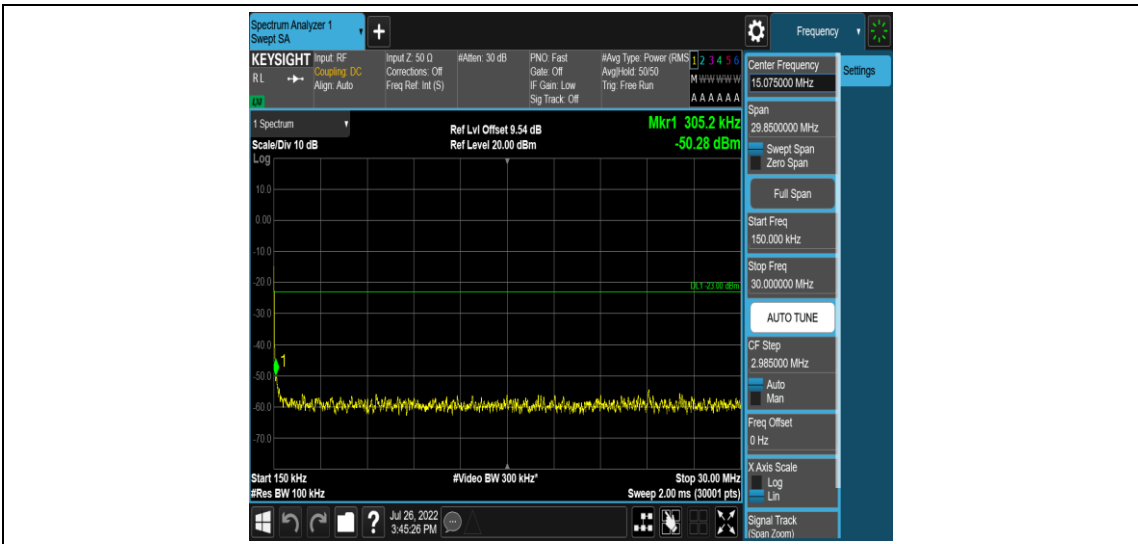 Spectrum Analyzer 1
Swept SA
+
Frequency
KEYSIGHT
RL
LXI
Input: RF
Coupling: DC
Align: Auto
Input Z: 50 Ω
Corrections: Off
Freq Ref: Int (S)
#Atten: 30 dB
PNO: Fast
Gate: Off
IF Gain: Low
Sig Track: Off
#Avg Type: Power (RMS
Avg|Hold: 50/50
Trig: Free Run
1 2 3 4 5 6
M W W W W W
A A A A A A
Center Frequency
15.075000 MHz
Settings
1 Spectrum
Scale/Div 10 dB
Ref Lvl Offset 9.54 dB
Ref Level 20.00 dBm
Mkr1 305.2 kHz
-50.28 dBm
Log
10.0
0.00
-10.0
-20.0
-30.0
-40.0
-50.0
-60.0
-70.0
DL1 -23.00 dBm
1
Start 150 kHz
#Res BW 100 kHz
#Video BW 300 kHz*
Stop 30.00 MHz
Sweep 2.00 ms (30001 pts)
Span
29.8500000 MHz
Swept Span
Zero Span
Full Span
Start Freq
150.000 kHz
Stop Freq
30.000000 MHz
AUTO TUNE
CF Step
2.985000 MHz
Auto
Man
Freq Offset
0 Hz
X Axis Scale
Log
Lin
Signal Track
(Span Zoom)
?
Jul 26, 2022
3:45:26 PM